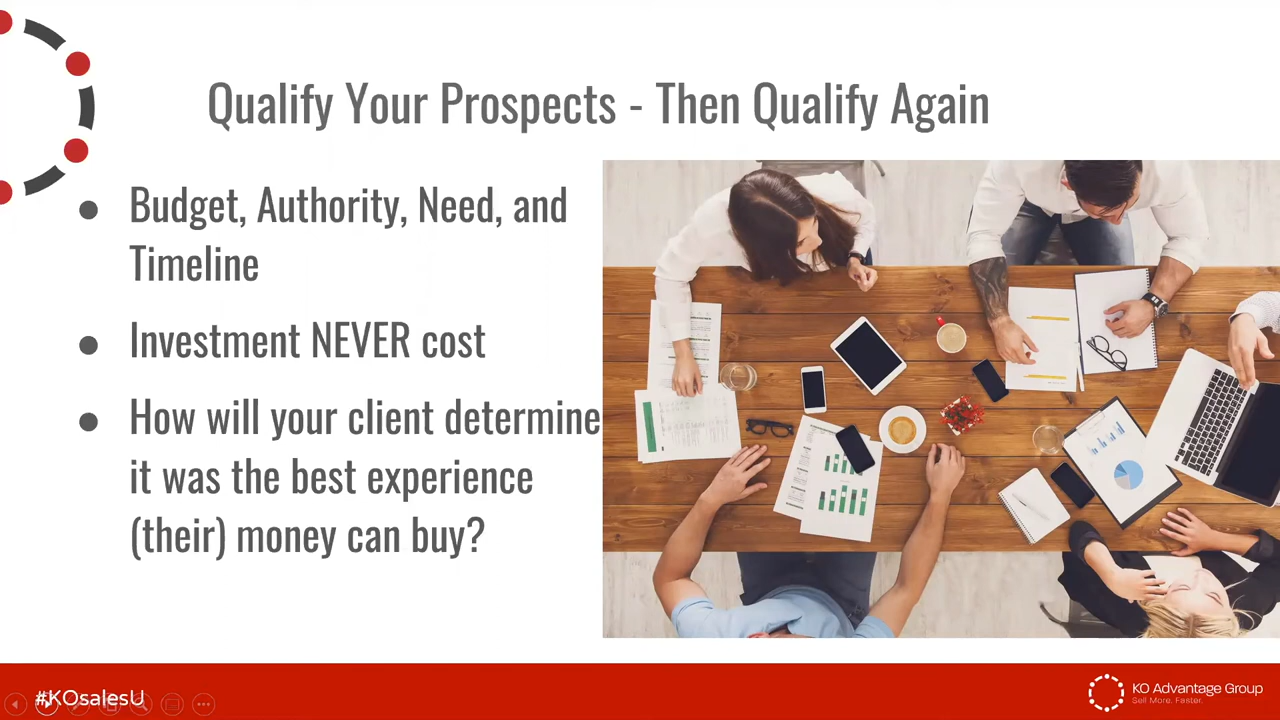 Qualify Your Prospects - Then Qualify Again
Budget, Authority, Need, and
Timeline
Investment NEVER cost
How will your client determine
it was the best experience
(their) money can buy?
#KOsalesU
KO Advantage Group
Sell More. Faster.